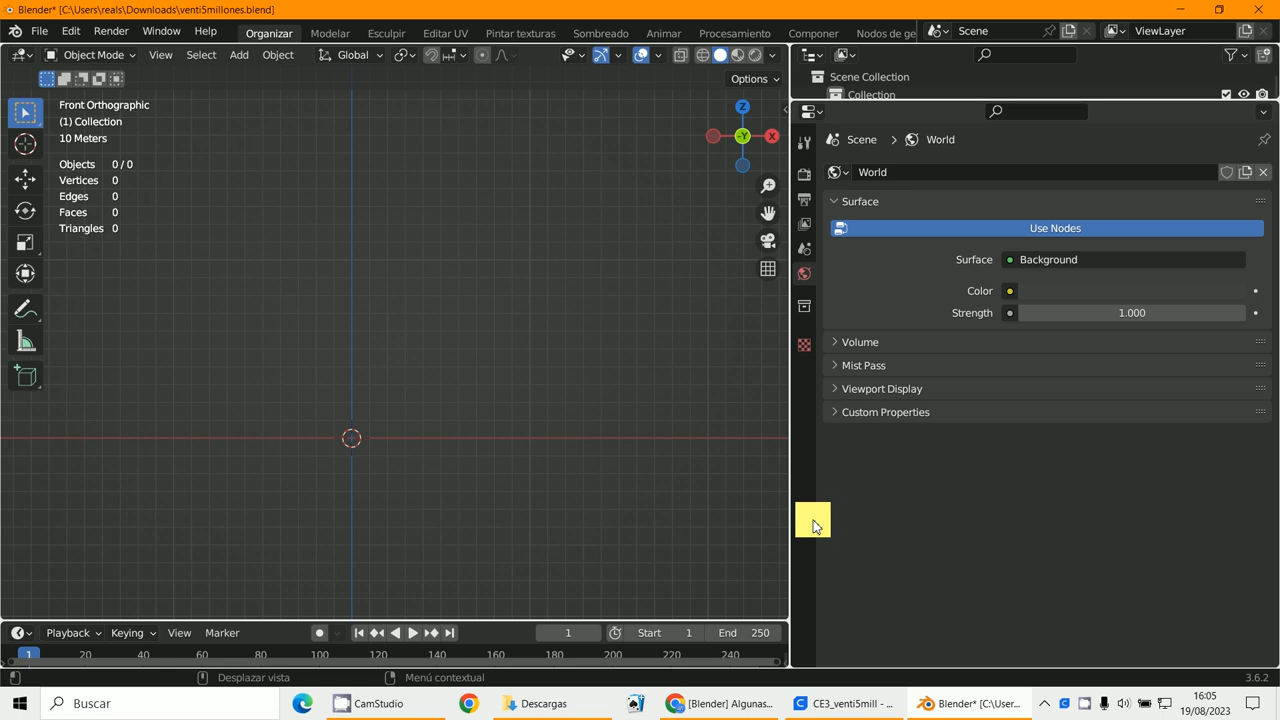 Blender* [C:\Users\reals\Downloads\venti5millones.blend]
File Edit Render Window Help Organizar Modelar Esculpir Editar UV Pintar texturas Sombreado Animar Procesamiento Componer Nodos de ge Scene ViewLayer
Object Mode View Select Add Object Global
Options
Front Orthographic
(1) Collection
10 Meters
Objects 0 / 0
Vertices 0
Edges 0
Faces 0
Triangles 0
Z
-Y
X
Scene Collection
Collection
Scene > World
World
Surface
Use Nodes
Surface Background
Color
Strength 1.000
Volume
Mist Pass
Viewport Display
Custom Properties
Playback Keying View Marker 1 Start 1 End 250
1 20 40 60 80 100 120 140 160 180 200 220 240
Desplazar vista Menú contextual 3.6.2
Buscar CamStudio Descargas [Blender] Algunas... CE3_venti5mill - ... Blender* [C:\User...
16:05
19/08/2023